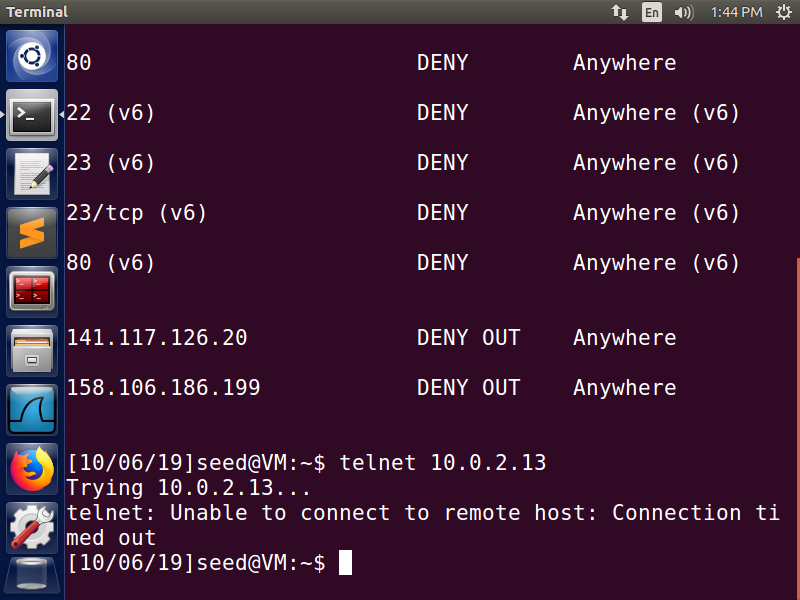 Terminal
En
1:44 PM
80 DENY Anywhere
22 (v6) DENY Anywhere (v6)
23 (v6) DENY Anywhere (v6)
23/tcp (v6) DENY Anywhere (v6)
80 (v6) DENY Anywhere (v6)
141.117.126.20 DENY OUT Anywhere
158.106.186.199 DENY OUT Anywhere
[10/06/19]seed@VM:~$ telnet 10.0.2.13
Trying 10.0.2.13...
telnet: Unable to connect to remote host: Connection ti
med out
[10/06/19]seed@VM:~$